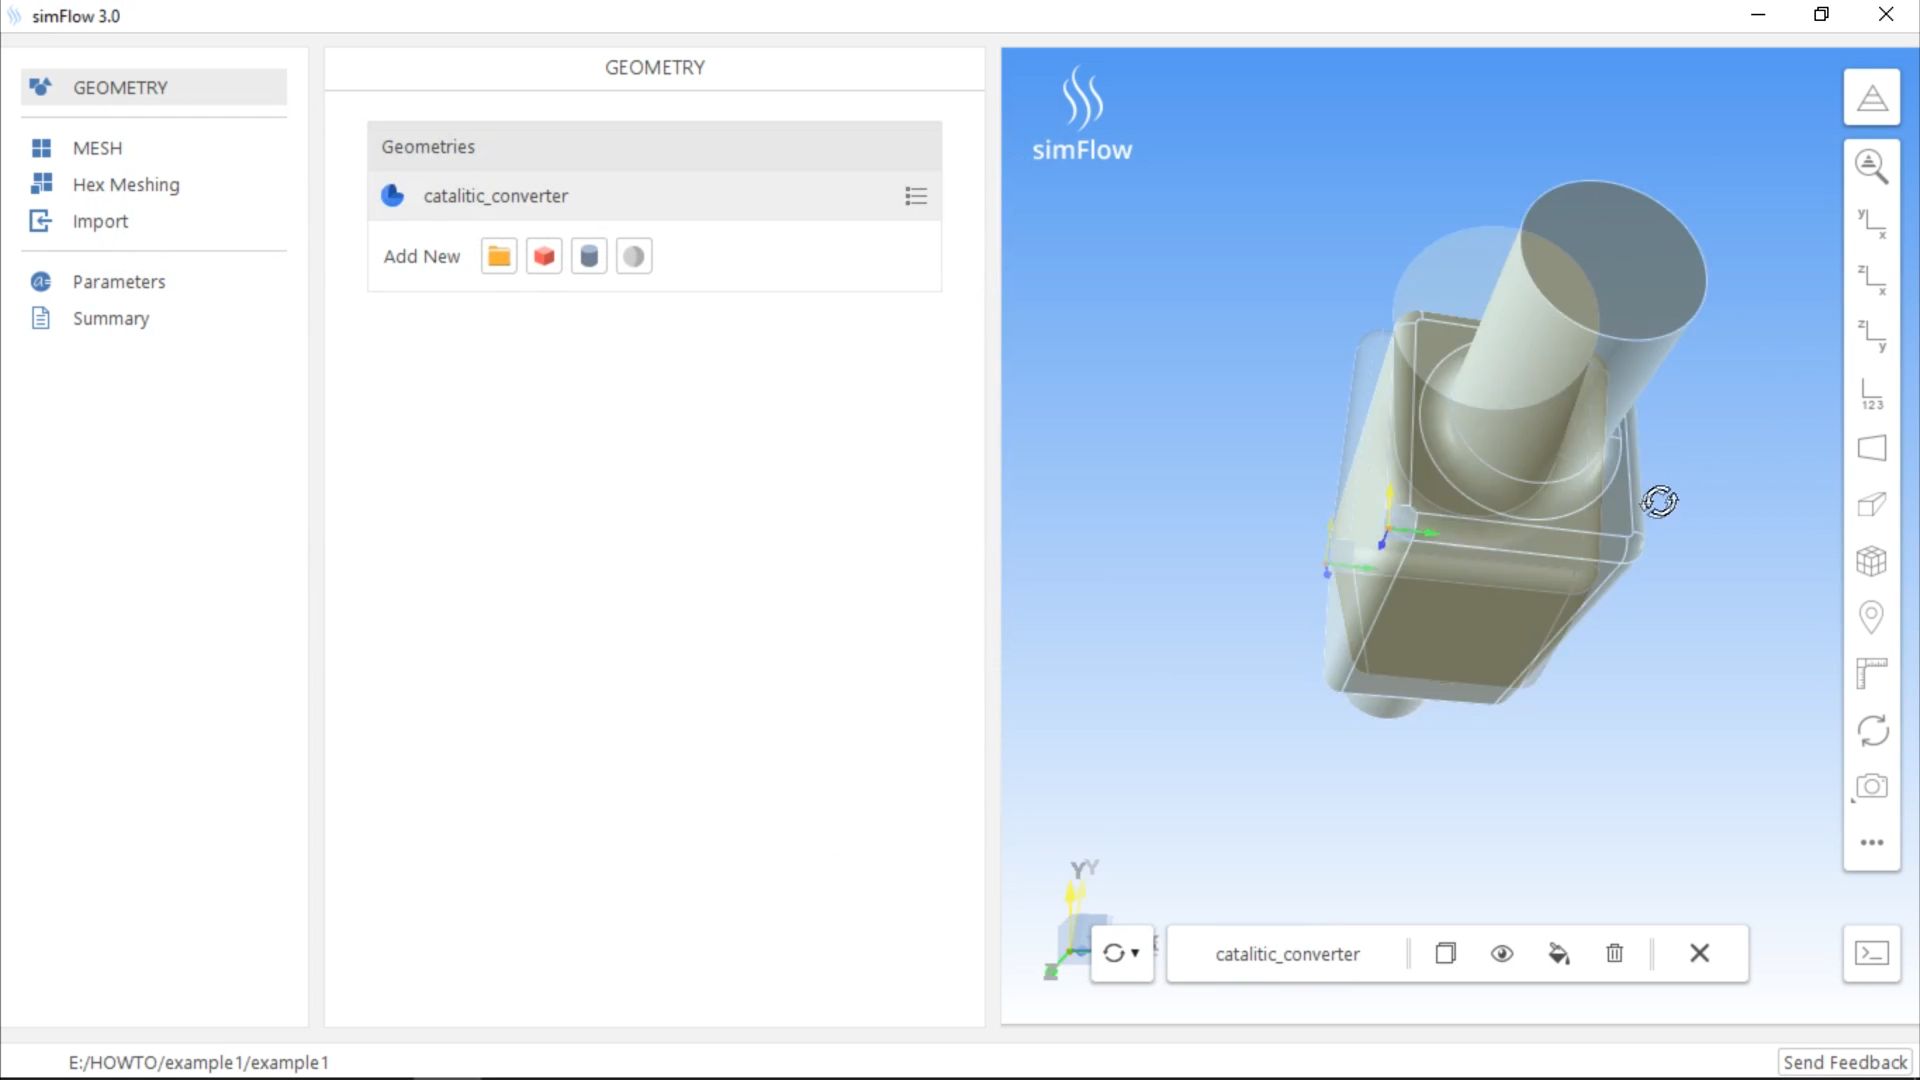 simFlow 3.0
GEOMETRY
MESH
Hex Meshing
Import
a=
Parameters
Summary
GEOMETRY
Geometries
catalitic_converter
Add New
simFlow
y
x
z
x
z
y
123
Y Y
Z
catalitic_converter
E:/HOWTO/example1/example1
Send Feedback